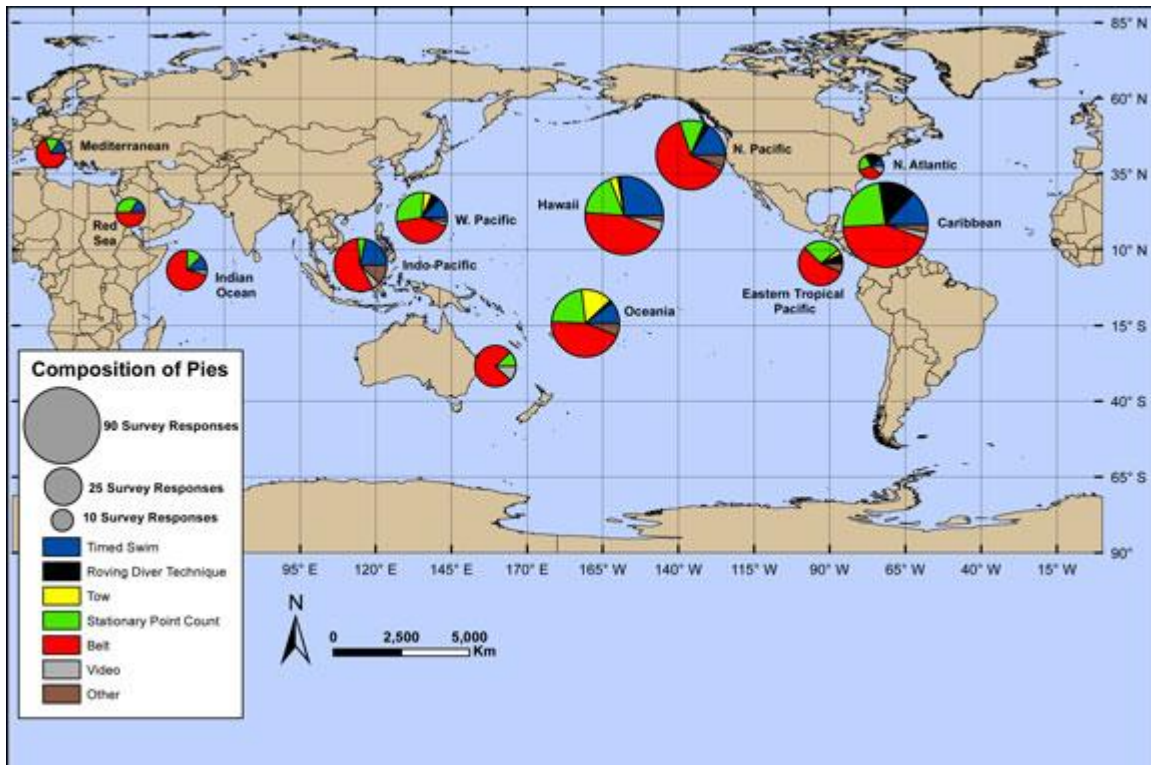 85° N
60° N
Mediterranean
N. Pacific
N. Atlantic
35° N
Hawaii
Red
Sea
W. Pacific
Caribbean
10° N
Indian
Ocean
Indo-Pacific
Eastern Tropical
Pacific
Oceania
15° S
40° S
65° S
90°
Composition of Pies
90 Survey Responses
25 Survey Responses
10 Survey Responses
Timed Swim
Roving Diver Technique
Tow
Stationary Point Count
Belt
Video
Other
95° E 120° E 145° E 170° E 165° W 140° W 115° W 90° W 65° W 40° W 15° W
N
0 2,500 5,000
Km